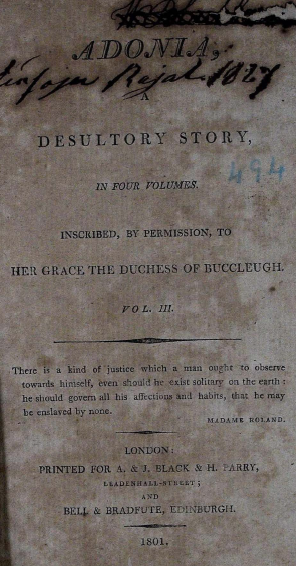 ADONIA,
Rajah 1827
A
DESULTORY STORY,
494
IN FOUR VOLUMES.
INSCRIBED, BY PERMISSION, TO
HER GRACE THE DUCHESS OF BUCCLEUGH.
VOL. III.
There is a kind of justice which a man ought to observe
towards himself, even should he exist solitary on the earth :
he should govern all his affections and habits, that he may
be enslaved by none.
MADAME ROLAND.
LONDON:
PRINTED FOR A. & J. BLACK & H. PARRY,
LEADENHALL-STREET;
AND
BELL & BRADFUTE, EDINBURGH.
1801.